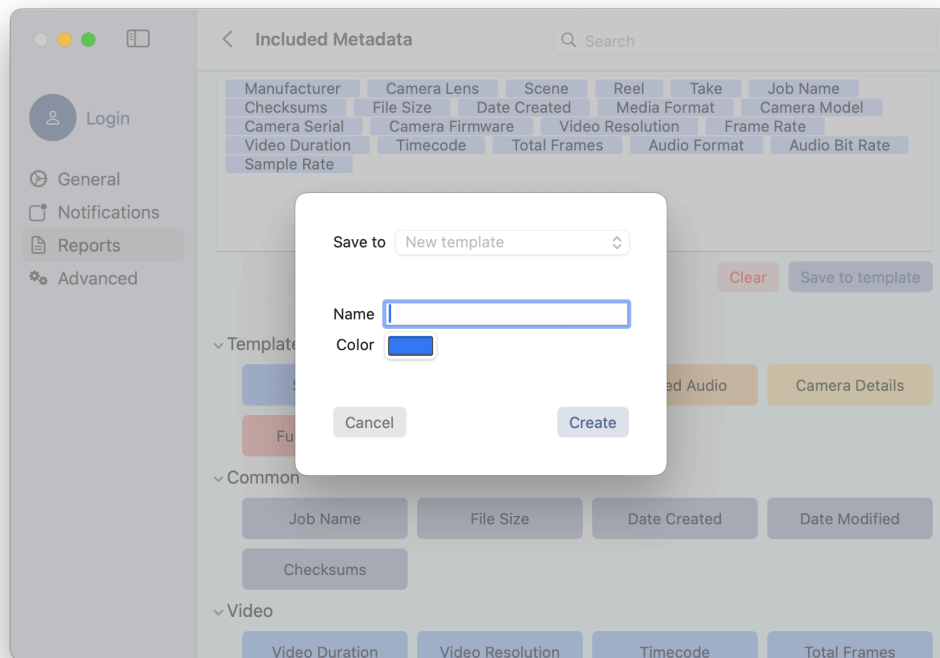 Included Metadata
Search
Login
General
Notifications
Reports
Advanced
Manufacturer Camera Lens Scene Reel Take Job Name
Checksums File Size Date Created Media Format Camera Model
Camera Serial Camera Firmware Video Resolution Frame Rate
Video Duration Timecode Total Frames Audio Format Audio Bit Rate
Sample Rate
Clear Save to template
Save to New template
Name
Color
Cancel Create
Template
Audio Camera Details
Common
Job Name File Size Date Created Date Modified
Checksums
Video
Video Duration Video Resolution Timecode Total Frames